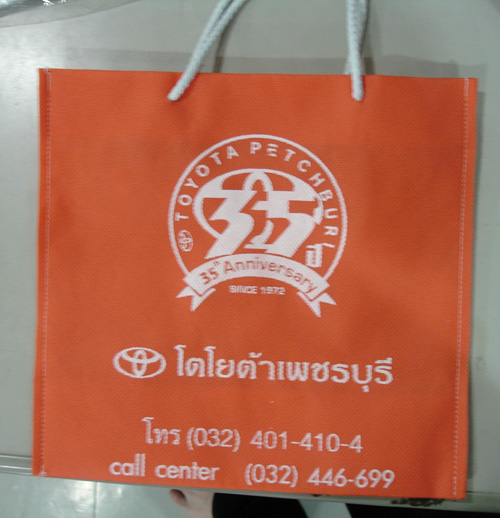 TOYOTA PETCHBURI
35
ปี
35th Anniversary
SINCE 1972
โตโยต้าเพชรบุรี
โทร (032) 401-410-4
call center (032) 446-699